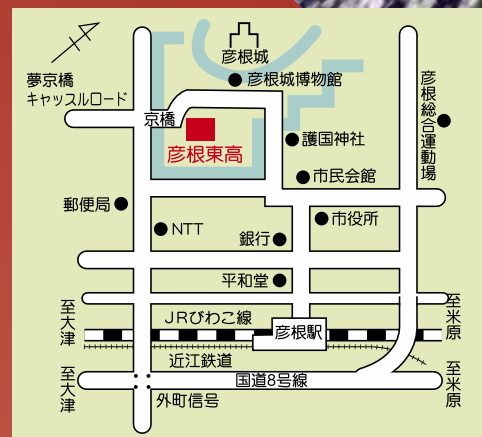 彦根城
夢京橋
キャッスルロード
彦根城博物館
京橋
彦根東高
護国神社
彦根総合運動場
市民会館
郵便局
NTT
市役所
銀行
平和堂
至大津
JRびわこ線
彦根駅
至米原
近江鉄道
至大津
国道8号線
至米原
外町信号